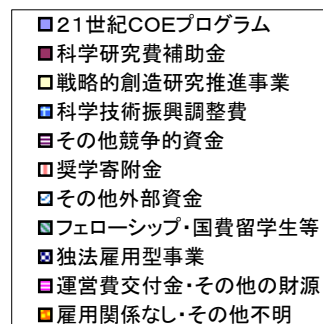 21世紀COEプログラム
科学研究費補助金
戦略的創造研究推進事業
科学技術振興調整費
その他競争的資金
奨学寄附金
その他外部資金
フェローシップ・国費留学生等
独法雇用型事業
運営費交付金・その他の財源
雇用関係なし・その他不明